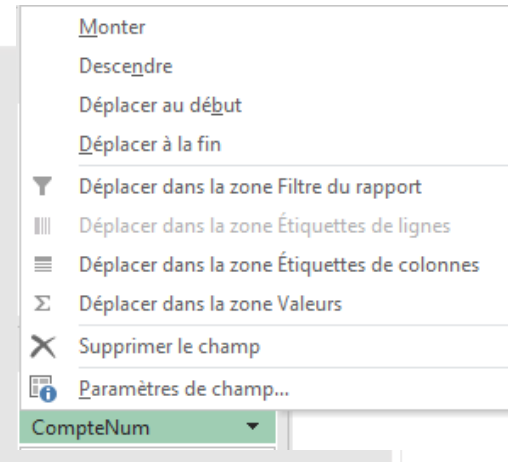 Monter
Descendre
Déplacer au début
Déplacer à la fin
Déplacer dans la zone Filtre du rapport
Déplacer dans la zone Étiquettes de lignes
Déplacer dans la zone Étiquettes de colonnes
Déplacer dans la zone Valeurs
Supprimer le champ
Paramètres de champ...
CompteNum